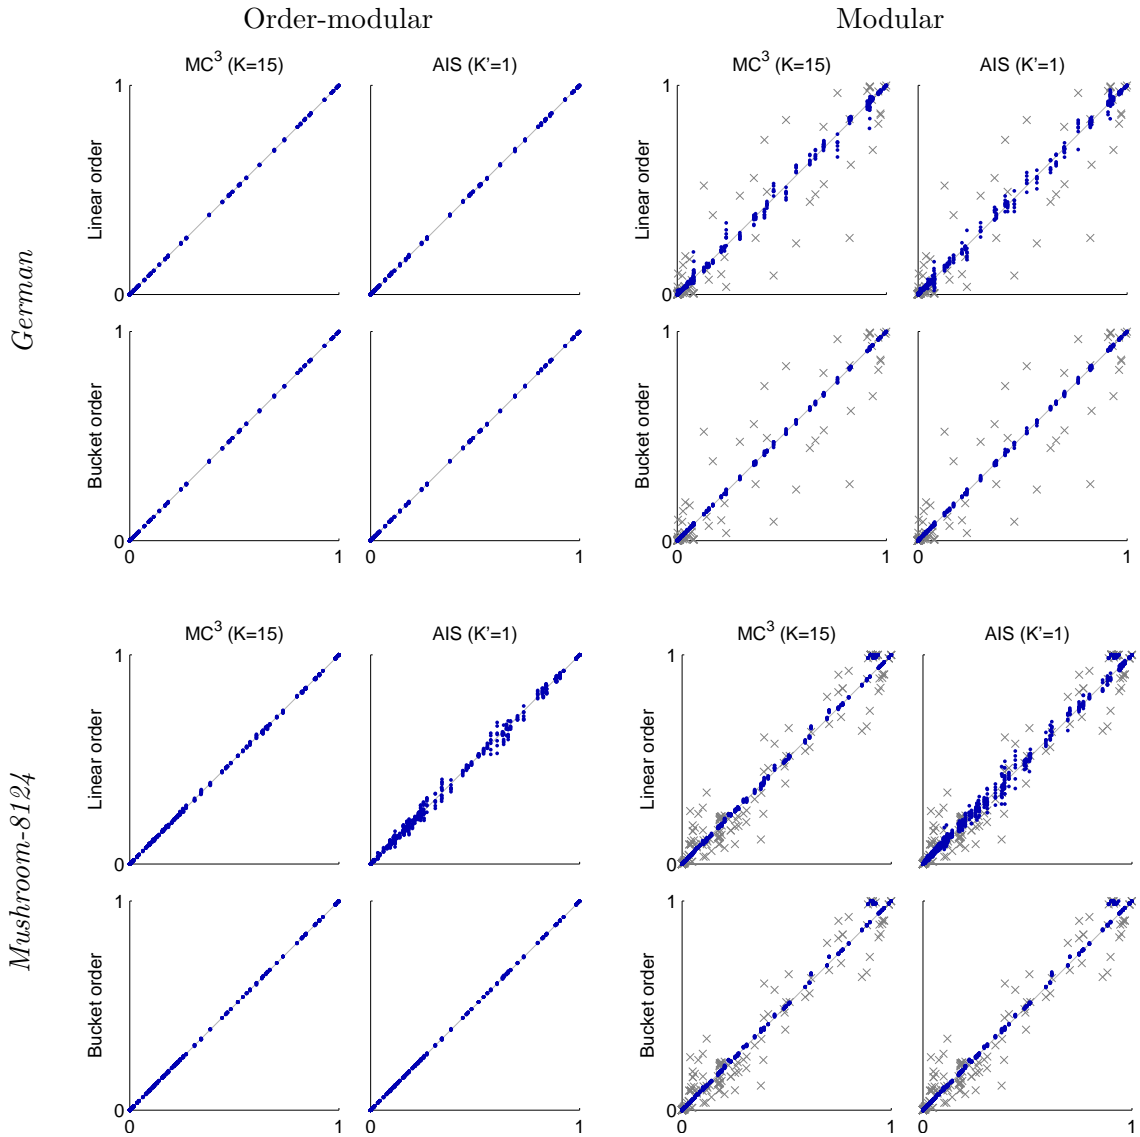 Order-modular Modular
MC3 (K=15) AIS (K'=1) MC3 (K=15) AIS (K'=1)
1 1
Linear order Linear order
0 0
German
1 1
Bucket order Bucket order
0 0
0 1 0 1 0 1 0 1
MC3 (K=15) AIS (K'=1) MC3 (K=15) AIS (K'=1)
1 1
Linear order Linear order
0 0
Mushroom-8124
1 1
Bucket order Bucket order
0 0
0 1 0 1 0 1 0 1